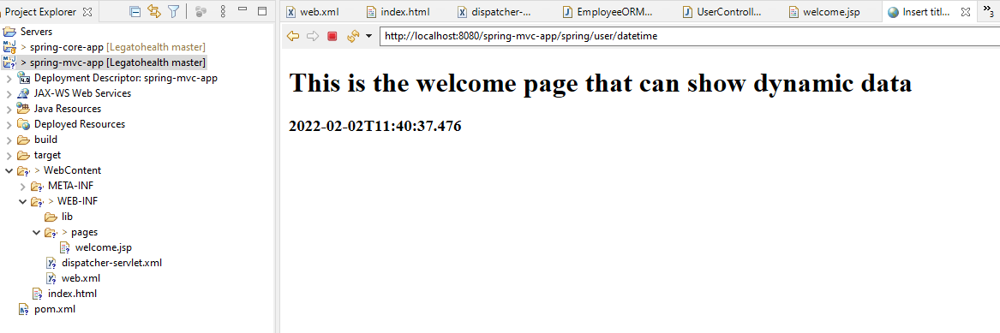 Project Explorer
Servers
> spring-core-app [Legatohealth master]
> spring-mvc-app [Legatohealth master]
Deployment Descriptor: spring-mvc-app
JAX-WS Web Services
Java Resources
Deployed Resources
build
target
> WebContent
META-INF
> WEB-INF
lib
> pages
welcome.jsp
dispatcher-servlet.xml
web.xml
index.html
pom.xml
web.xml index.html dispatcher-... EmployeeORM... UserControll... welcome.jsp Insert titl... »3
http://localhost:8080/spring-mvc-app/spring/user/datetime
This is the welcome page that can show dynamic data
2022-02-02T11:40:37.476